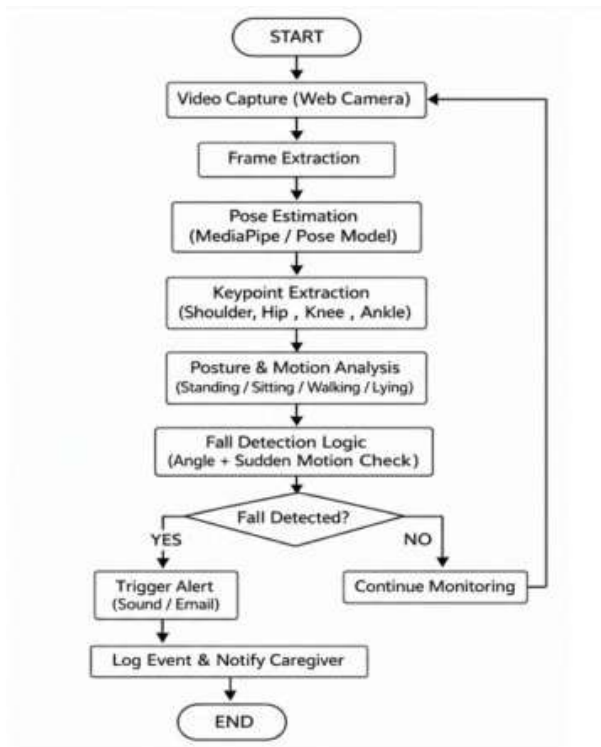 START
Video Capture (Web Camera)
Frame Extraction
Pose Estimation
(MediaPipe / Pose Model)
Keypoint Extraction
(Shoulder, Hip , Knee , Ankle)
Posture & Motion Analysis
(Standing / Sitting / Walking / Lying)
Fall Detection Logic
(Angle + Sudden Motion Check)
Fall Detected?
YES
NO
Trigger Alert
(Sound / Email)
Continue Monitoring
Log Event & Notify Caregiver
END